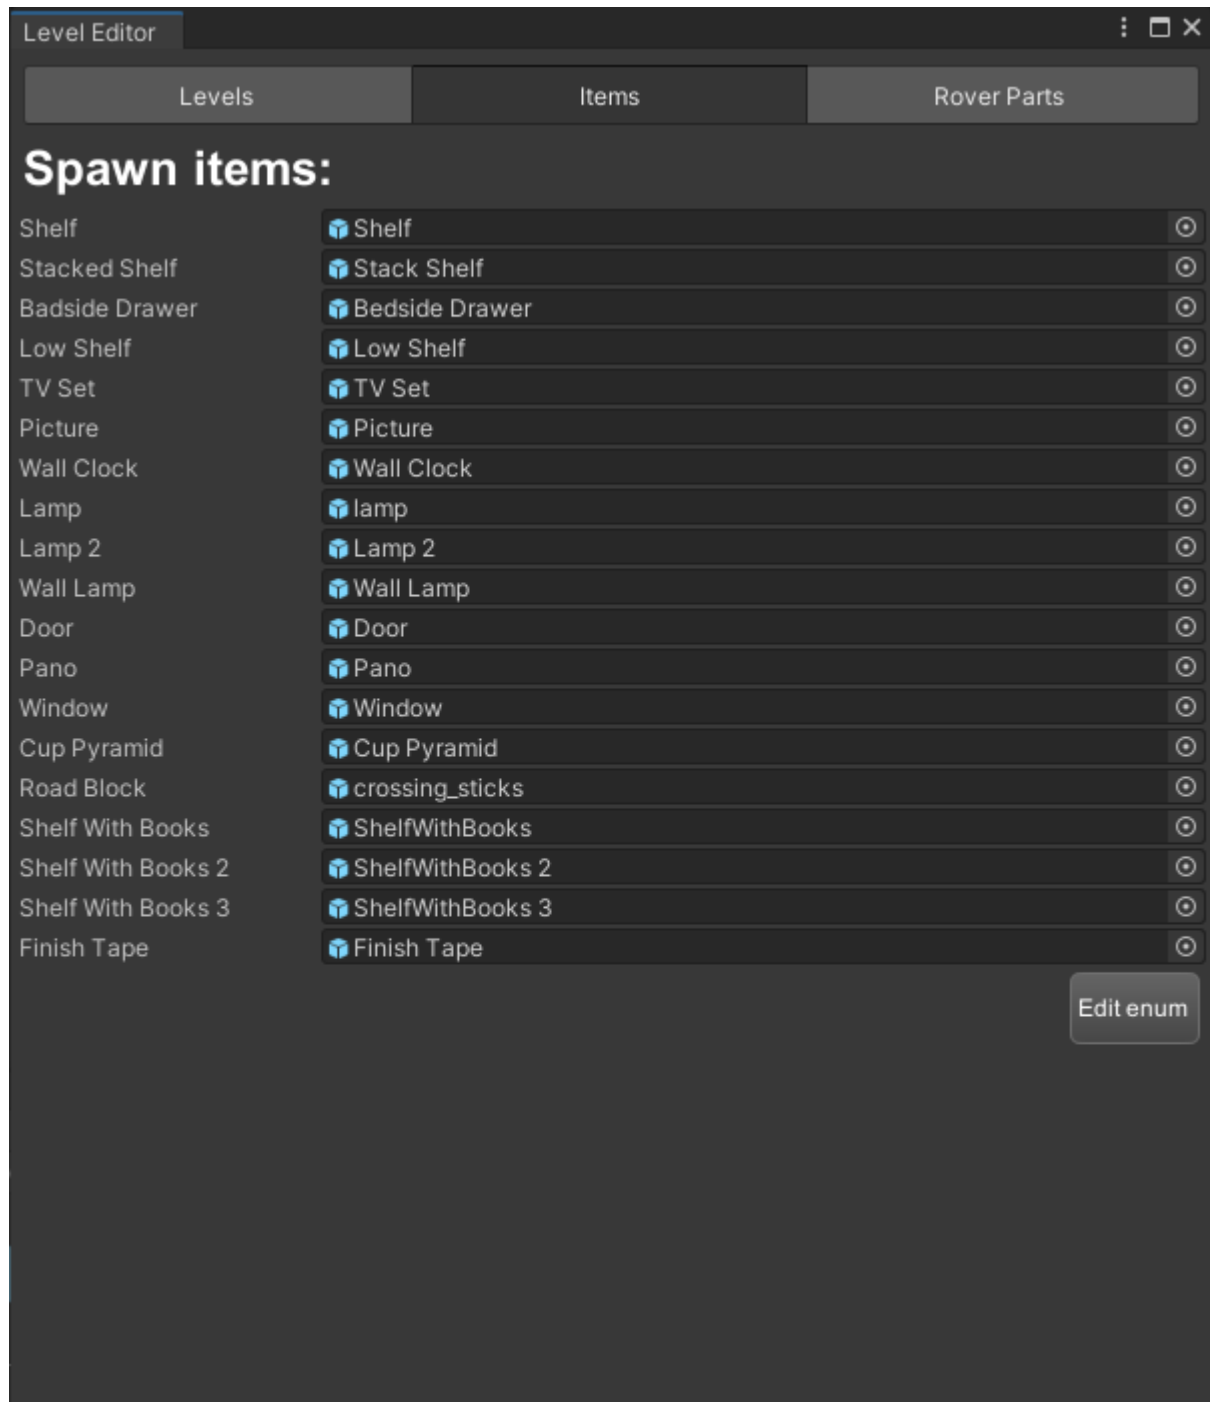 Level Editor
Levels Items Rover Parts
Spawn items:
Shelf Shelf
Stacked Shelf Stack Shelf
Badside Drawer Bedside Drawer
Low Shelf Low Shelf
TV Set TV Set
Picture Picture
Wall Clock Wall Clock
Lamp lamp
Lamp 2 Lamp 2
Wall Lamp Wall Lamp
Door Door
Pano Pano
Window Window
Cup Pyramid Cup Pyramid
Road Block crossing_sticks
Shelf With Books ShelfWithBooks
Shelf With Books 2 ShelfWithBooks 2
Shelf With Books 3 ShelfWithBooks 3
Finish Tape Finish Tape
Edit enum